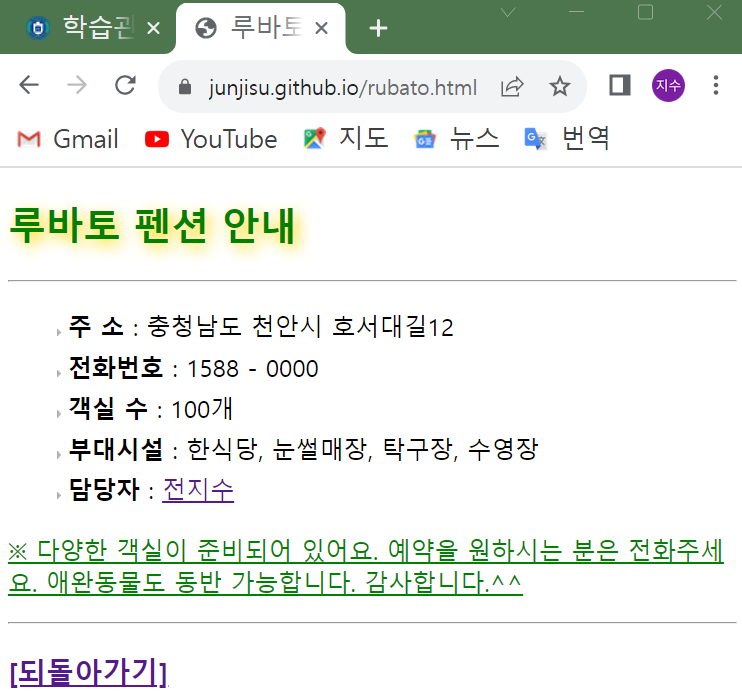 학습관
루바토
junjisu.github.io/rubato.html
지수
Gmail YouTube 지도 뉴스 번역
루바토 펜션 안내
주 소 : 충청남도 천안시 호서대길12
전화번호 : 1588 - 0000
객실 수 : 100개
부대시설 : 한식당, 눈썰매장, 탁구장, 수영장
담당자 : 전지수
※ 다양한 객실이 준비되어 있어요. 예약을 원하시는 분은 전화주세
요. 애완동물도 동반 가능합니다. 감사합니다.^^
[되돌아가기]